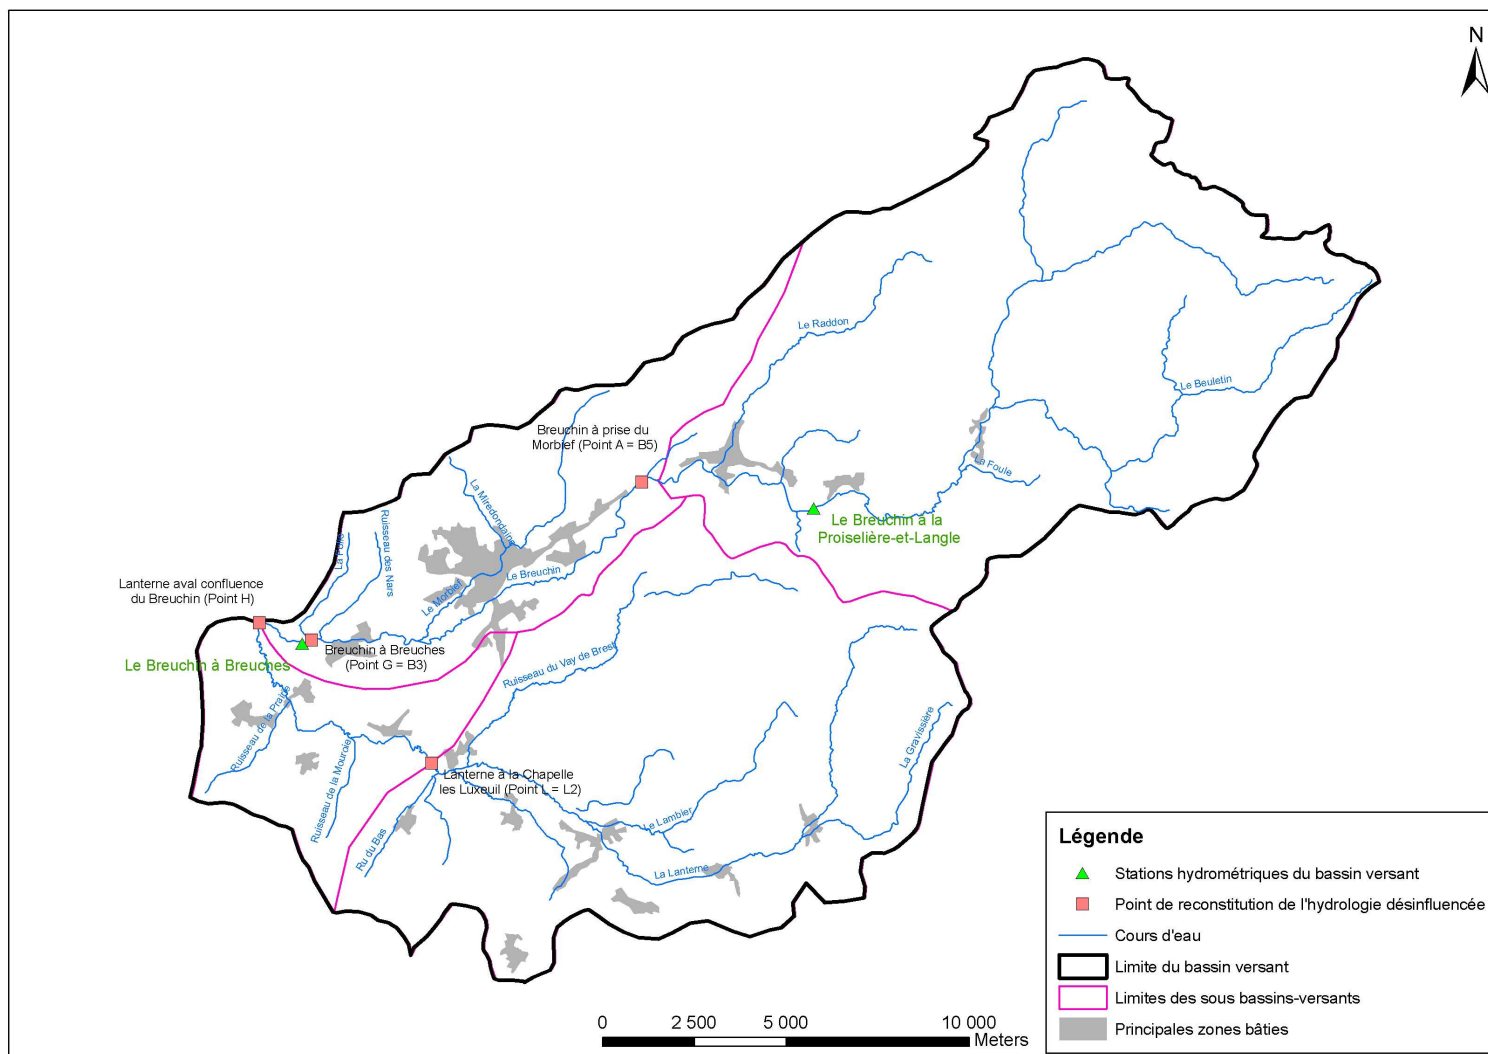 N
Le Raddon
Le Beuletin
Breuchin à prise du
Morbief (Point A = B5)
La Foule
La Miredondaine
Le Breuchin à la
Proiselière-et-Langle
Ruisseau des Nars
Le Breuchin
Le Morbief
Lanterne aval confluence
du Breuchin (Point H)
Breuchin à Breuches
(Point G = B3)
Le Breuchin à Breuches
Ruisseau du Vay de Brest
Ruisseau de la Prairie
Ruisseau de la Mouroie
La Gravissière
Lanterne à la Chapelle
les Luxeuil (Point L = L2)
Le Lambier
Ru du Bas
La Lanterne
Légende
Stations hydrométriques du bassin versant
Point de reconstitution de l'hydrologie désinfluencée
Cours d'eau
Limite du bassin versant
Limites des sous bassins-versants
Principales zones bâties
0 2 500 5 000 10 000
Meters